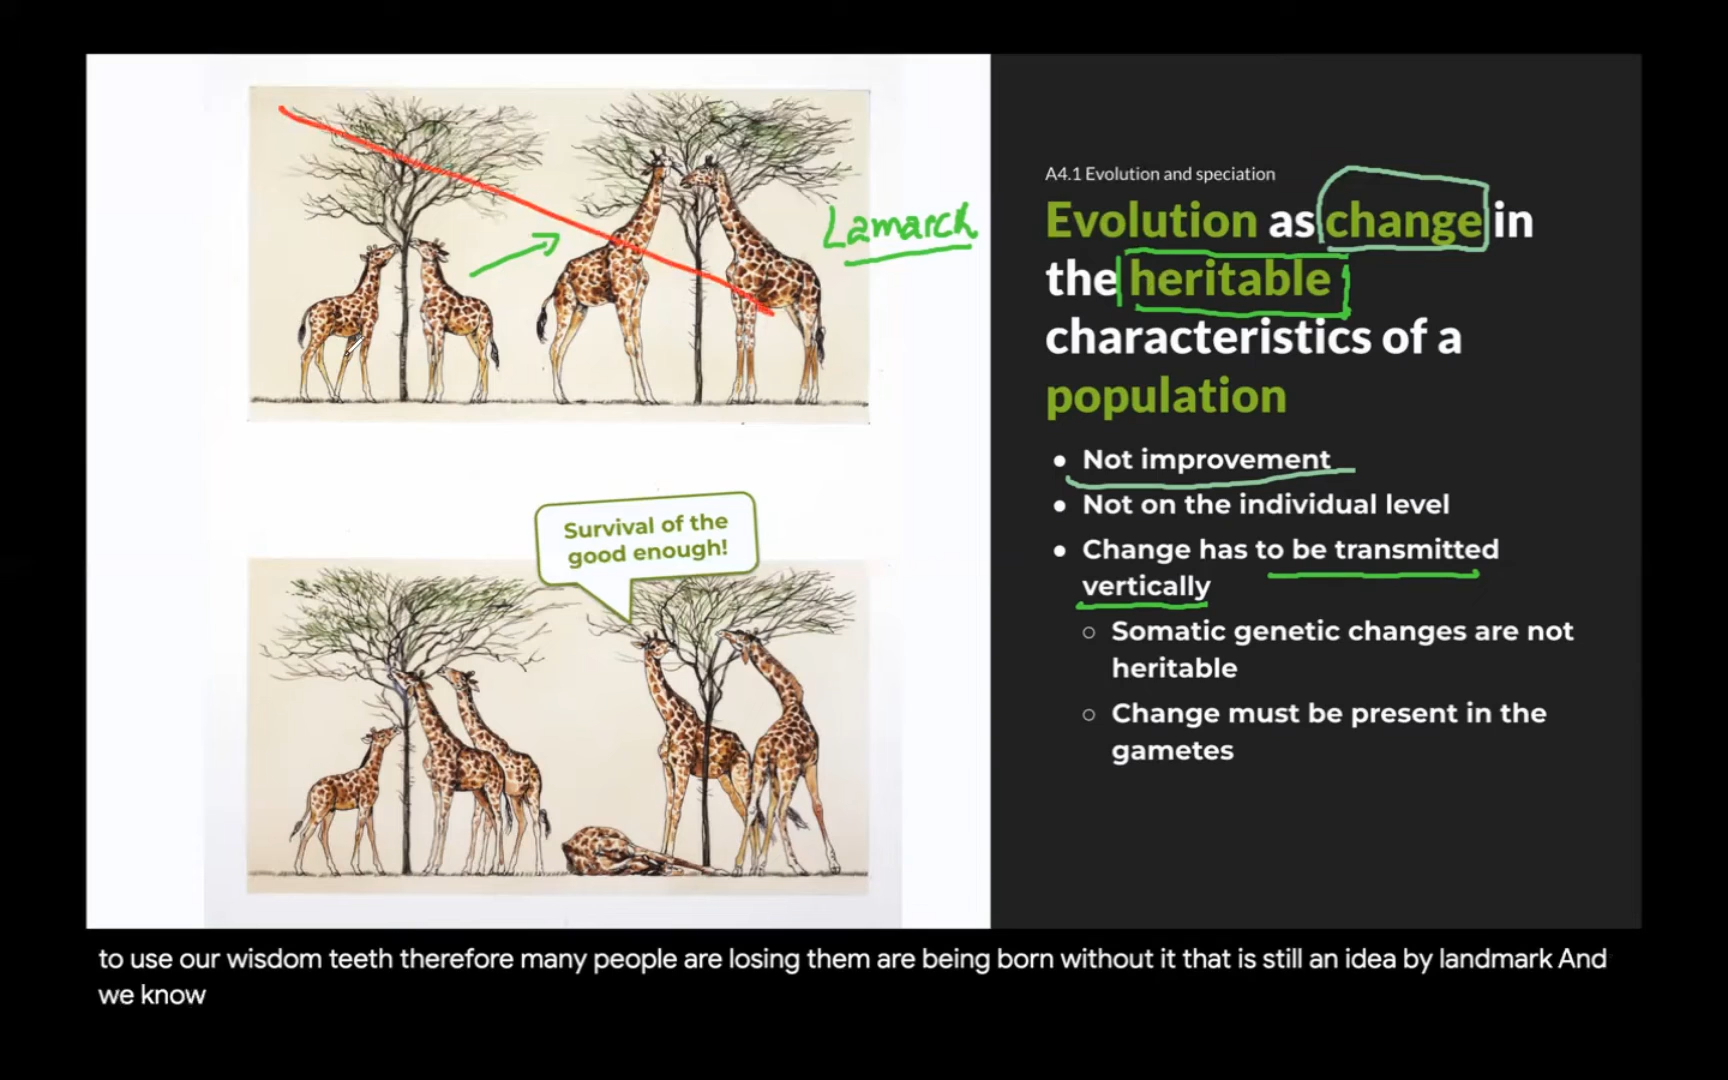 Lamarck
Survival of the
good enough!
A4.1 Evolution and speciation
Evolution as change in
the heritable
characteristics of a
population
● Not improvement
● Not on the individual level
● Change has to be transmitted
vertically
○ Somatic genetic changes are not
heritable
○ Change must be present in the
gametes
to use our wisdom teeth therefore many people are losing them are being born without it that is still an idea by landmark And
we know